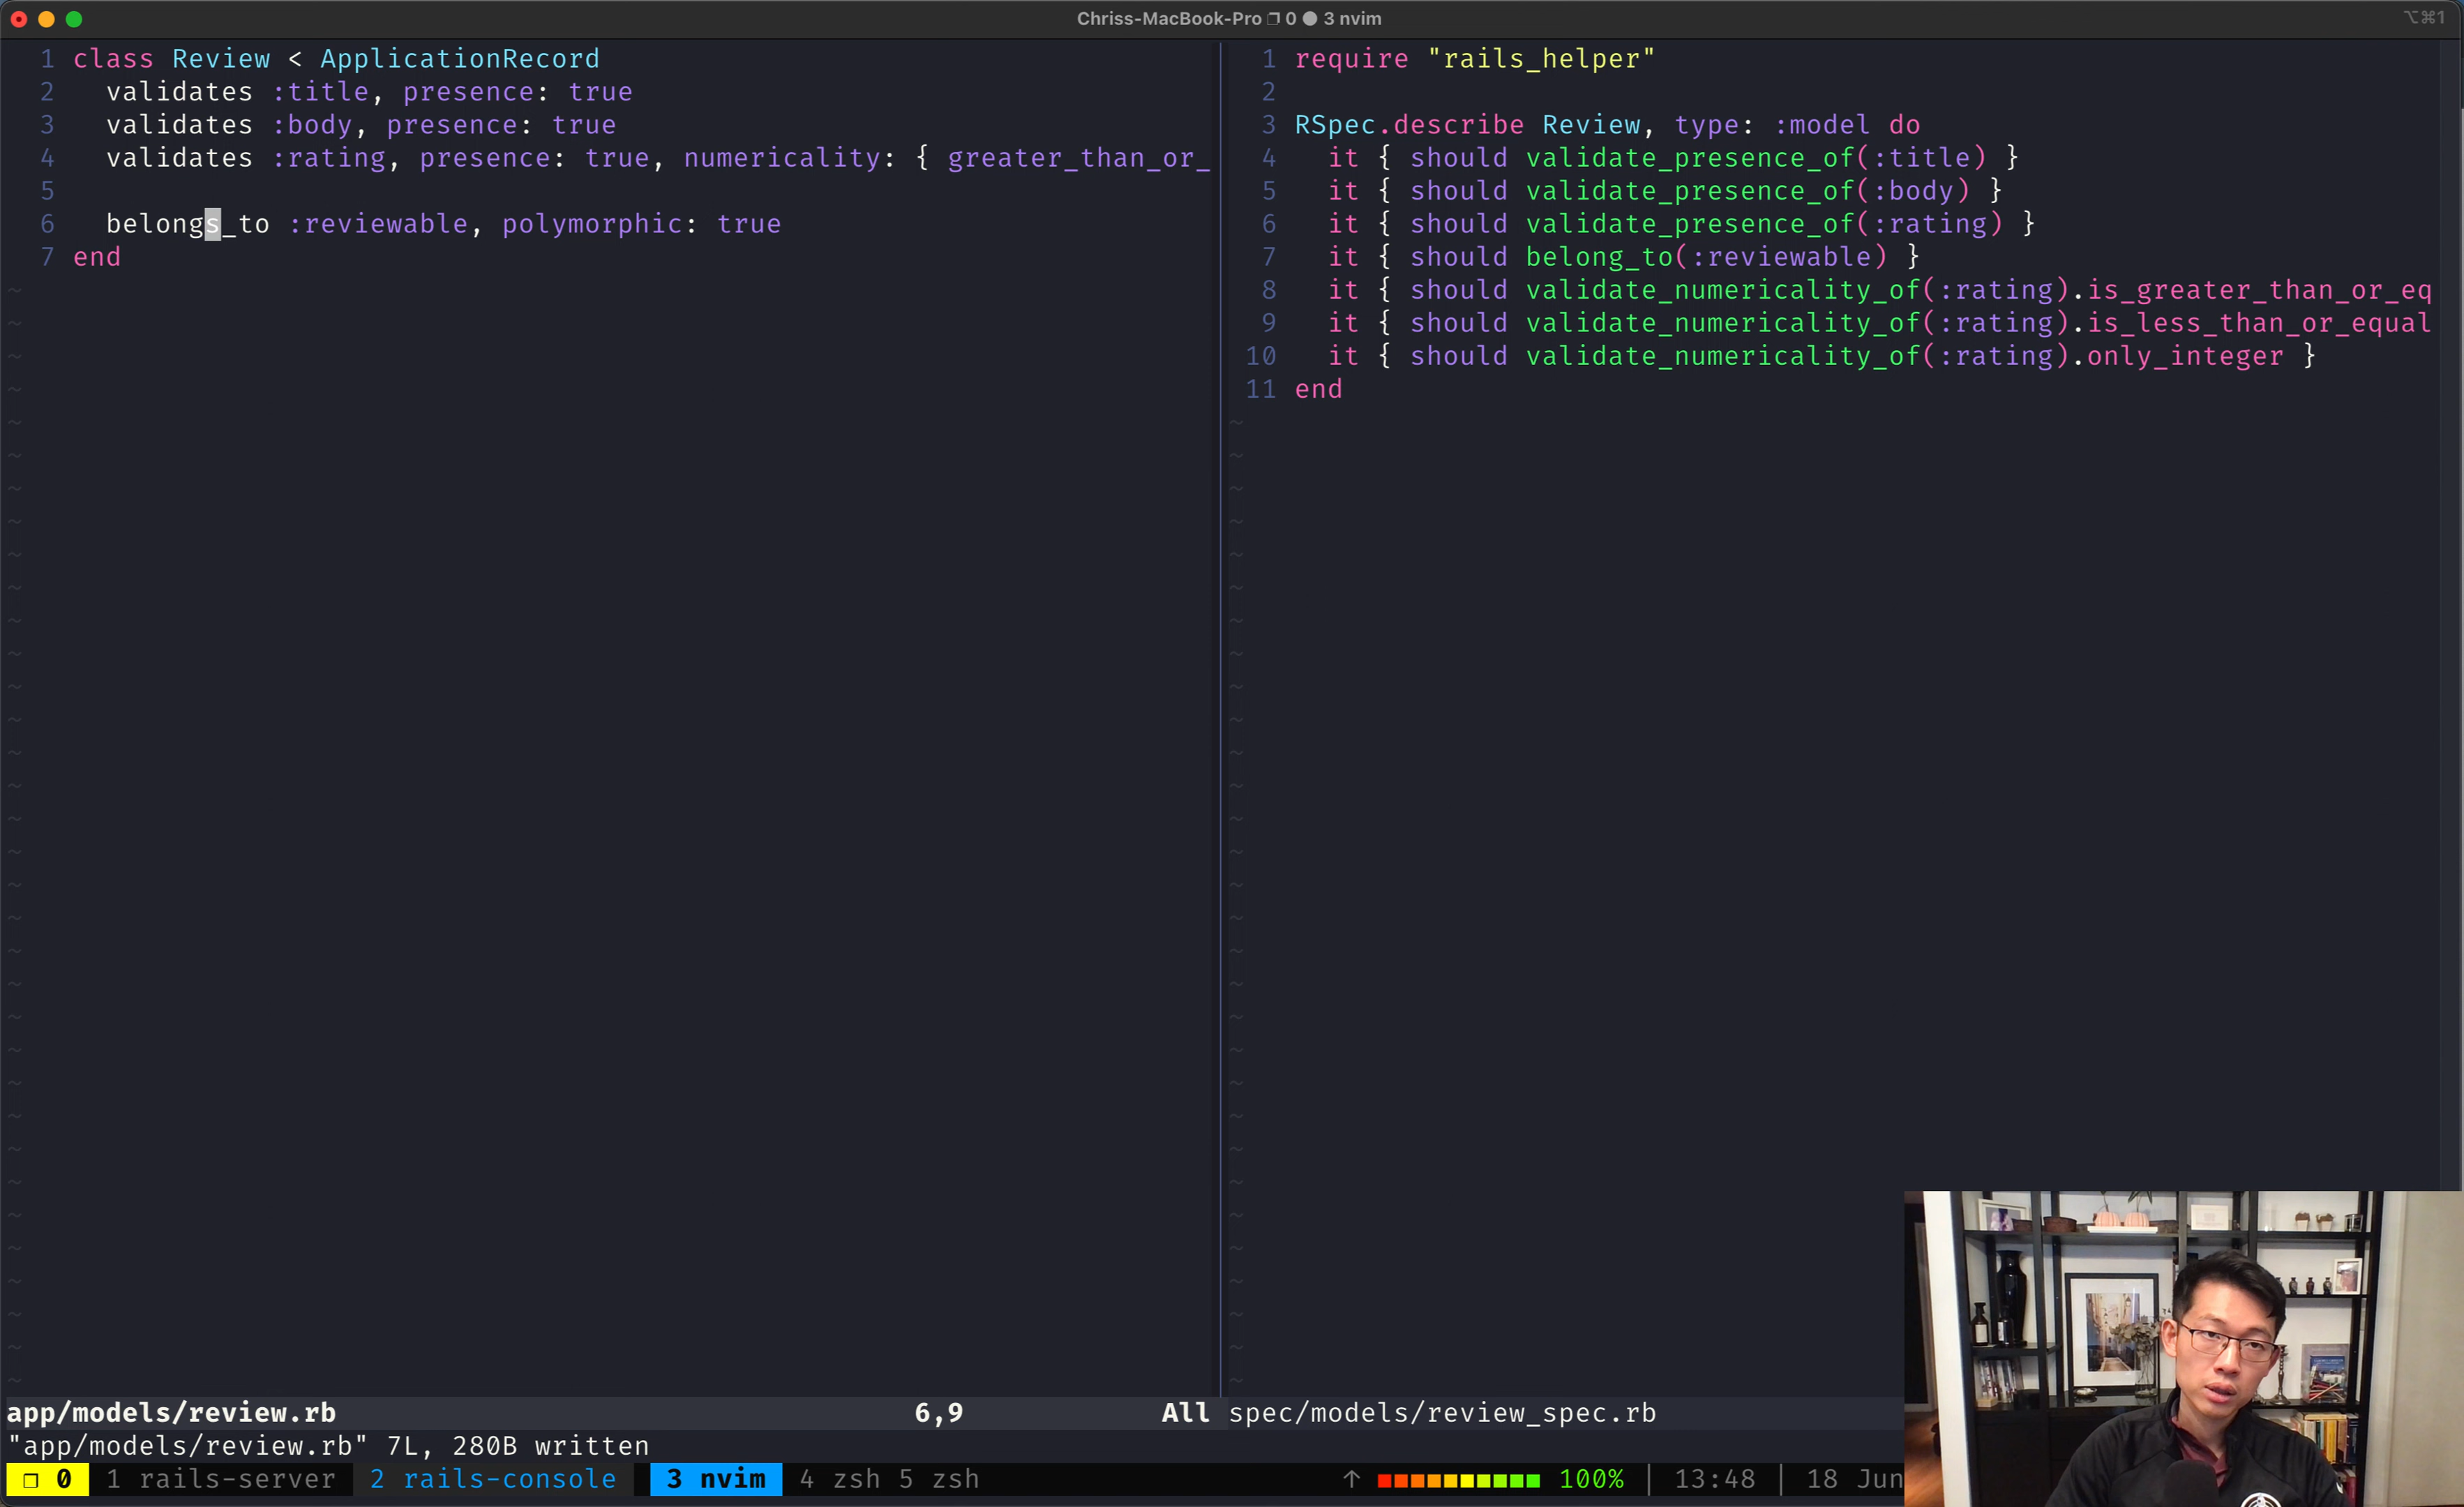 Chriss-MacBook-Pro ❐ 0 ● 3 nvim
⌥⌘1
1 class Review < ApplicationRecord
2   validates :title, presence: true
3   validates :body, presence: true
4   validates :rating, presence: true, numericality: { greater_than_or_
5
6   belongs_to :reviewable, polymorphic: true
7 end
1 require "rails_helper"
2
3 RSpec.describe Review, type: :model do
4   it { should validate_presence_of(:title) }
5   it { should validate_presence_of(:body) }
6   it { should validate_presence_of(:rating) }
7   it { should belong_to(:reviewable) }
8   it { should validate_numericality_of(:rating).is_greater_than_or_eq
9   it { should validate_numericality_of(:rating).is_less_than_or_equal
10   it { should validate_numericality_of(:rating).only_integer }
11 end
app/models/review.rb 6,9 All spec/models/review_spec.rb
"app/models/review.rb" 7L, 280B written
❐ 0 1 rails-server 2 rails-console 3 nvim 4 zsh 5 zsh ↑ 100% | 13:48 | 18 Jun